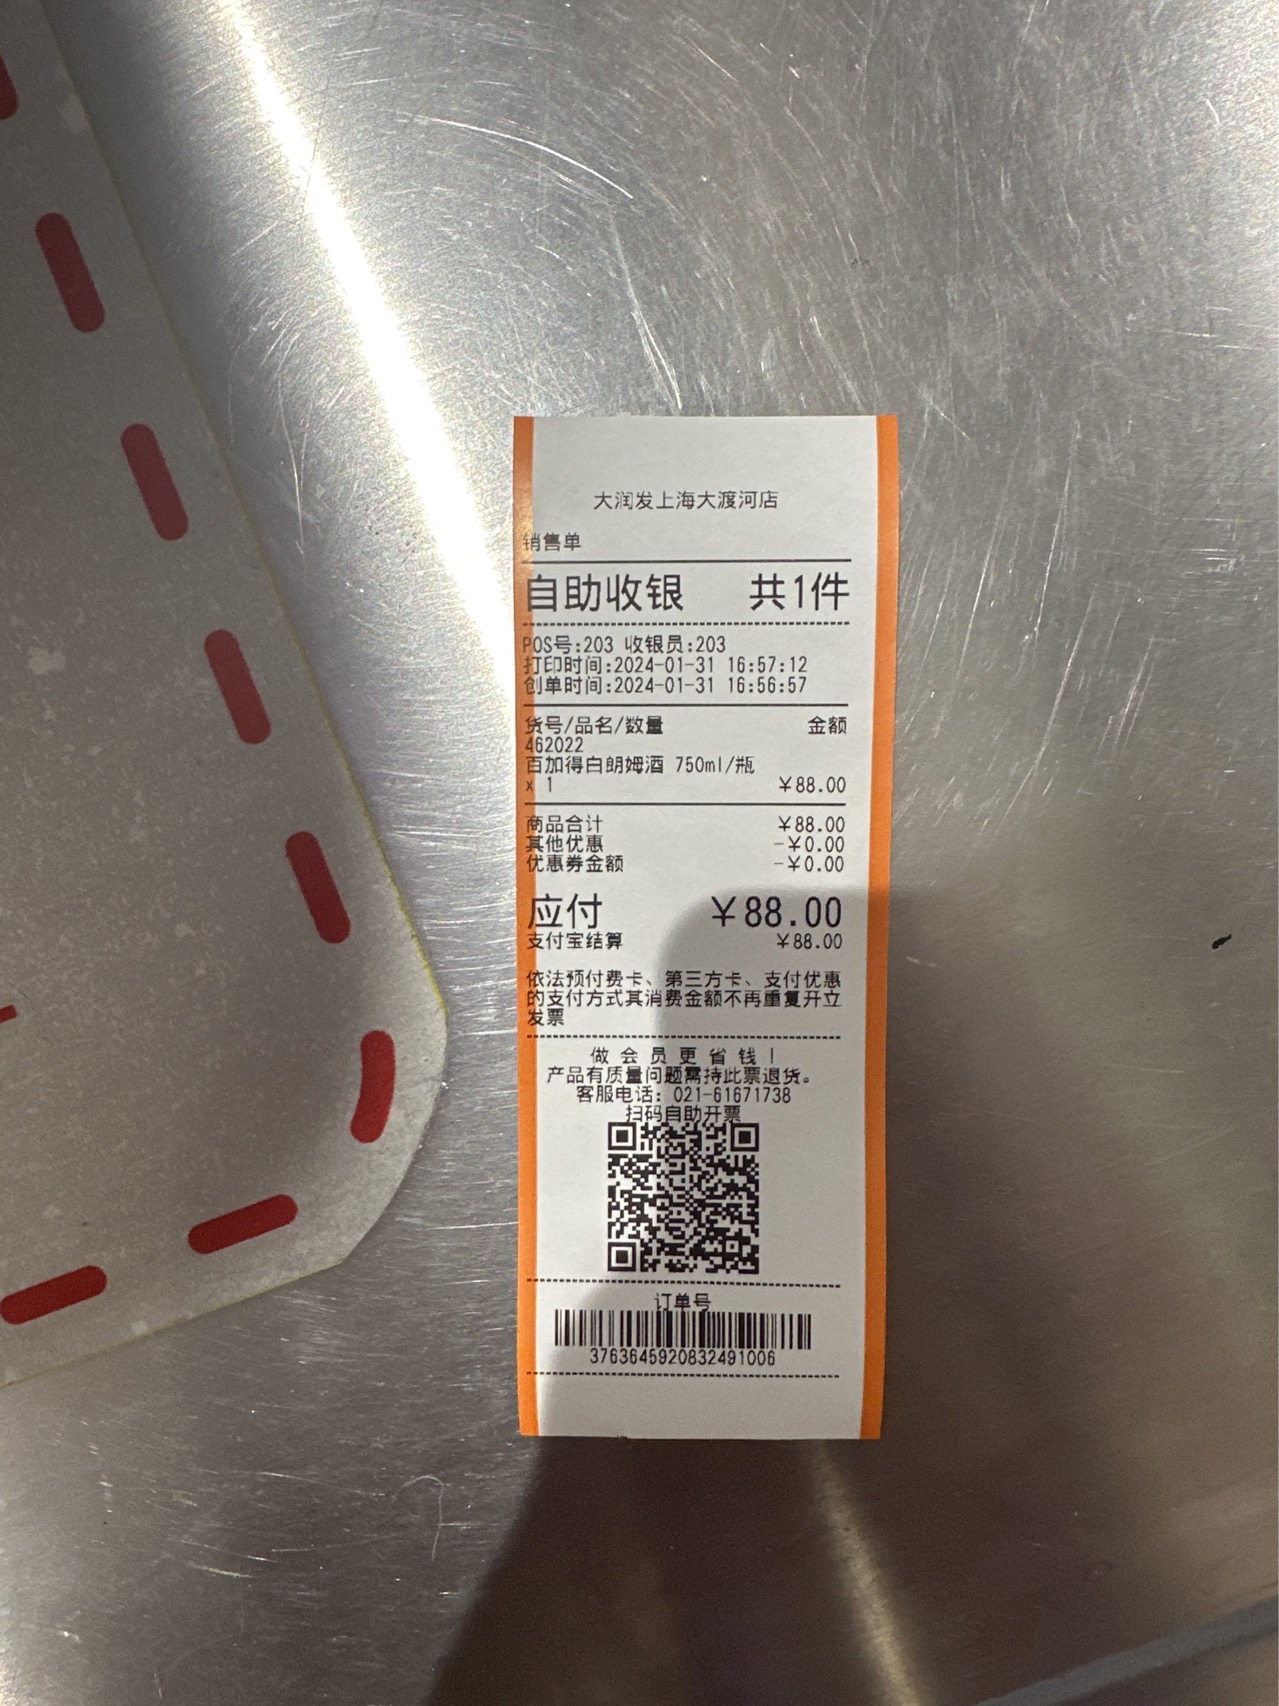 大润发上海大渡河店
销售单
自助收银 共1件
POS号:203 收银员:203
打印时间:2024-01-31 16:57:12
创单时间:2024-01-31 16:56:57
货号/品名/数量 金额
462022
百加得白朗姆酒 750ml/瓶
x 1 ￥88.00
商品合计 ￥88.00
其他优惠 -￥0.00
优惠券金额 -￥0.00
应付 ￥88.00
支付宝结算 ￥88.00
依法预付费卡、第三方卡、支付优惠
的支付方式其消费金额不再重复开立
发票
做会员更省钱！
产品有质量问题需持此票退货。
客服电话: 021-61671738
扫码自助开票
订单号
3763645920832491006